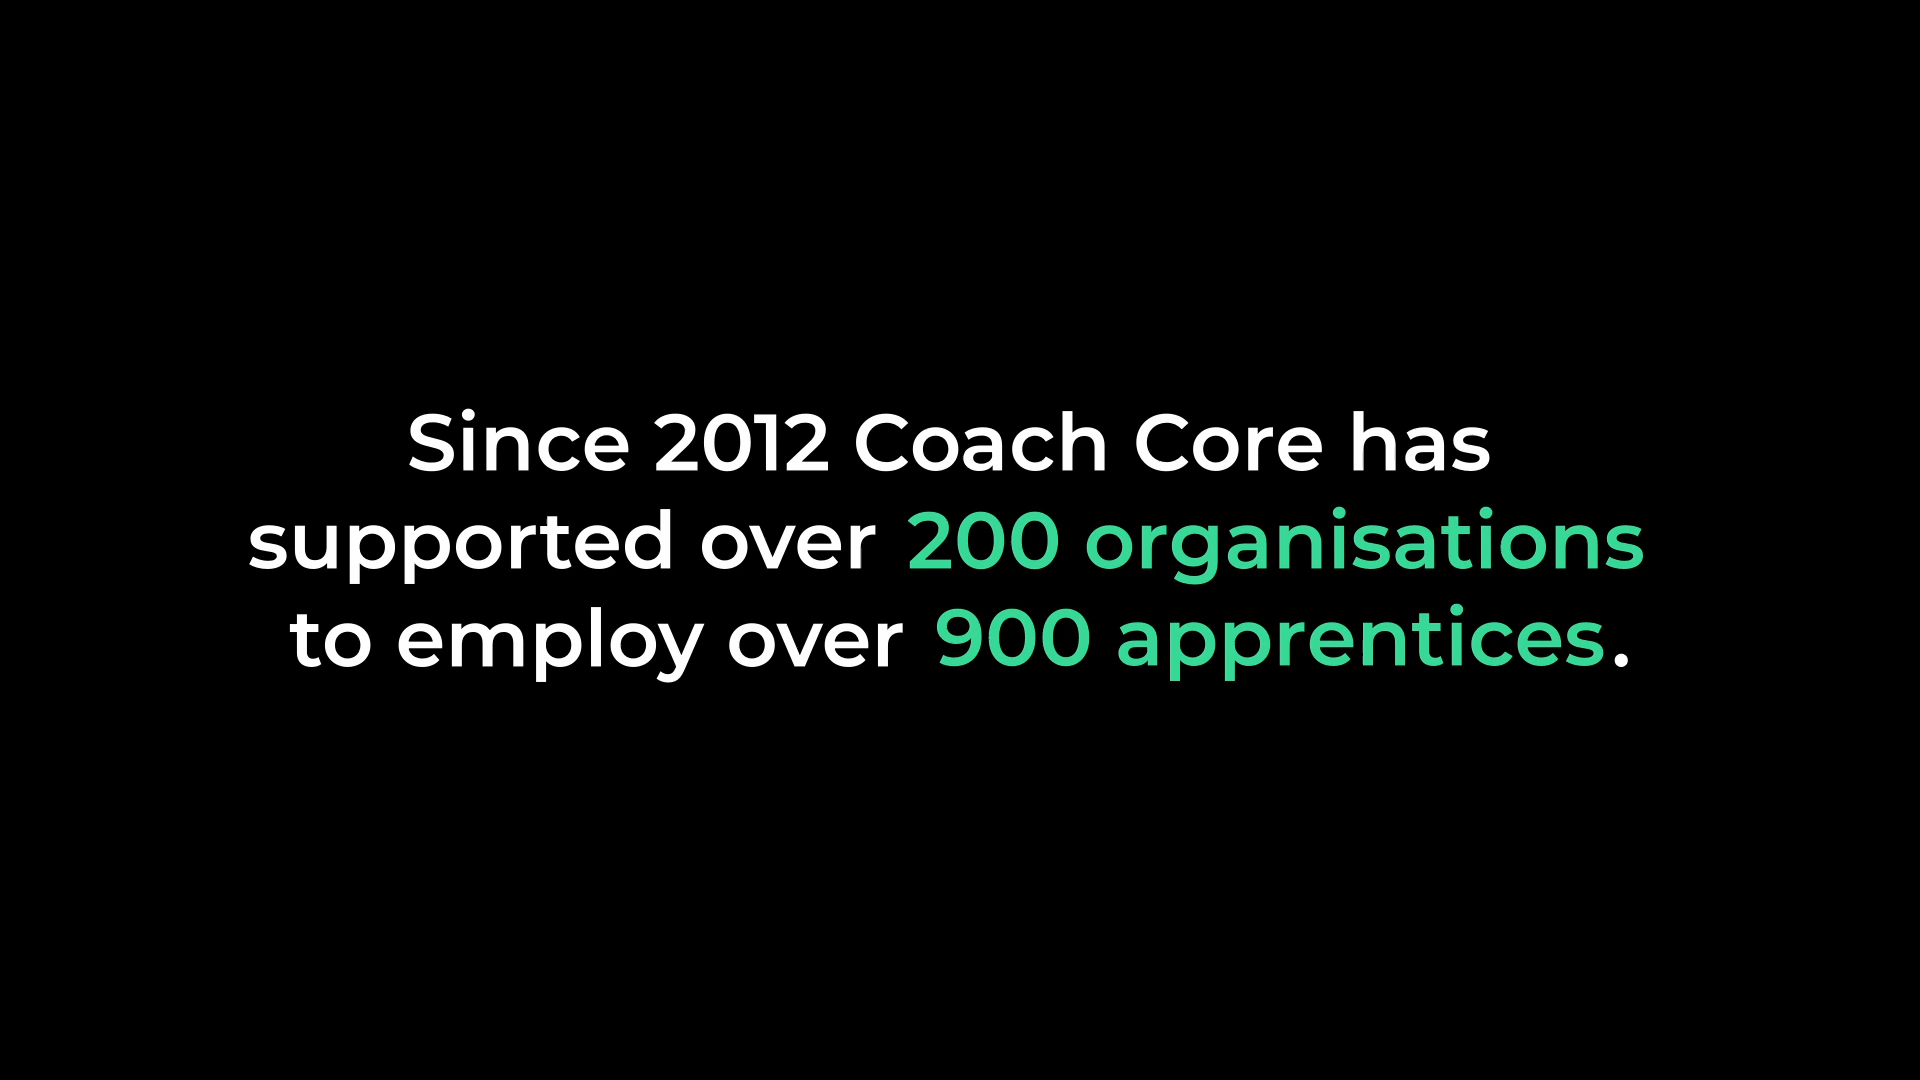 Since 2012 Coach Core has
supported over 200 organisations
to employ over 900 apprentices.